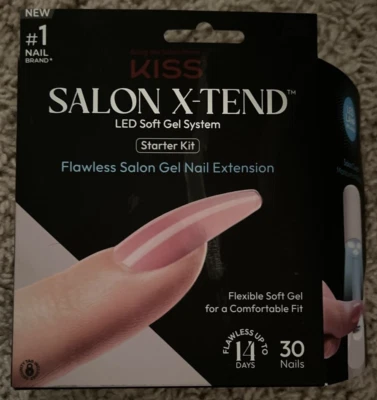 NEW
#1
NAIL
BRAND*
KISS
SALON X-TEND™
LED Soft Gel System
Starter Kit
Flawless Salon Gel Nail Extension
Flexible Soft Gel
for a Comfortable Fit
FLAWLESS UP TO
14
DAYS
30
Nails